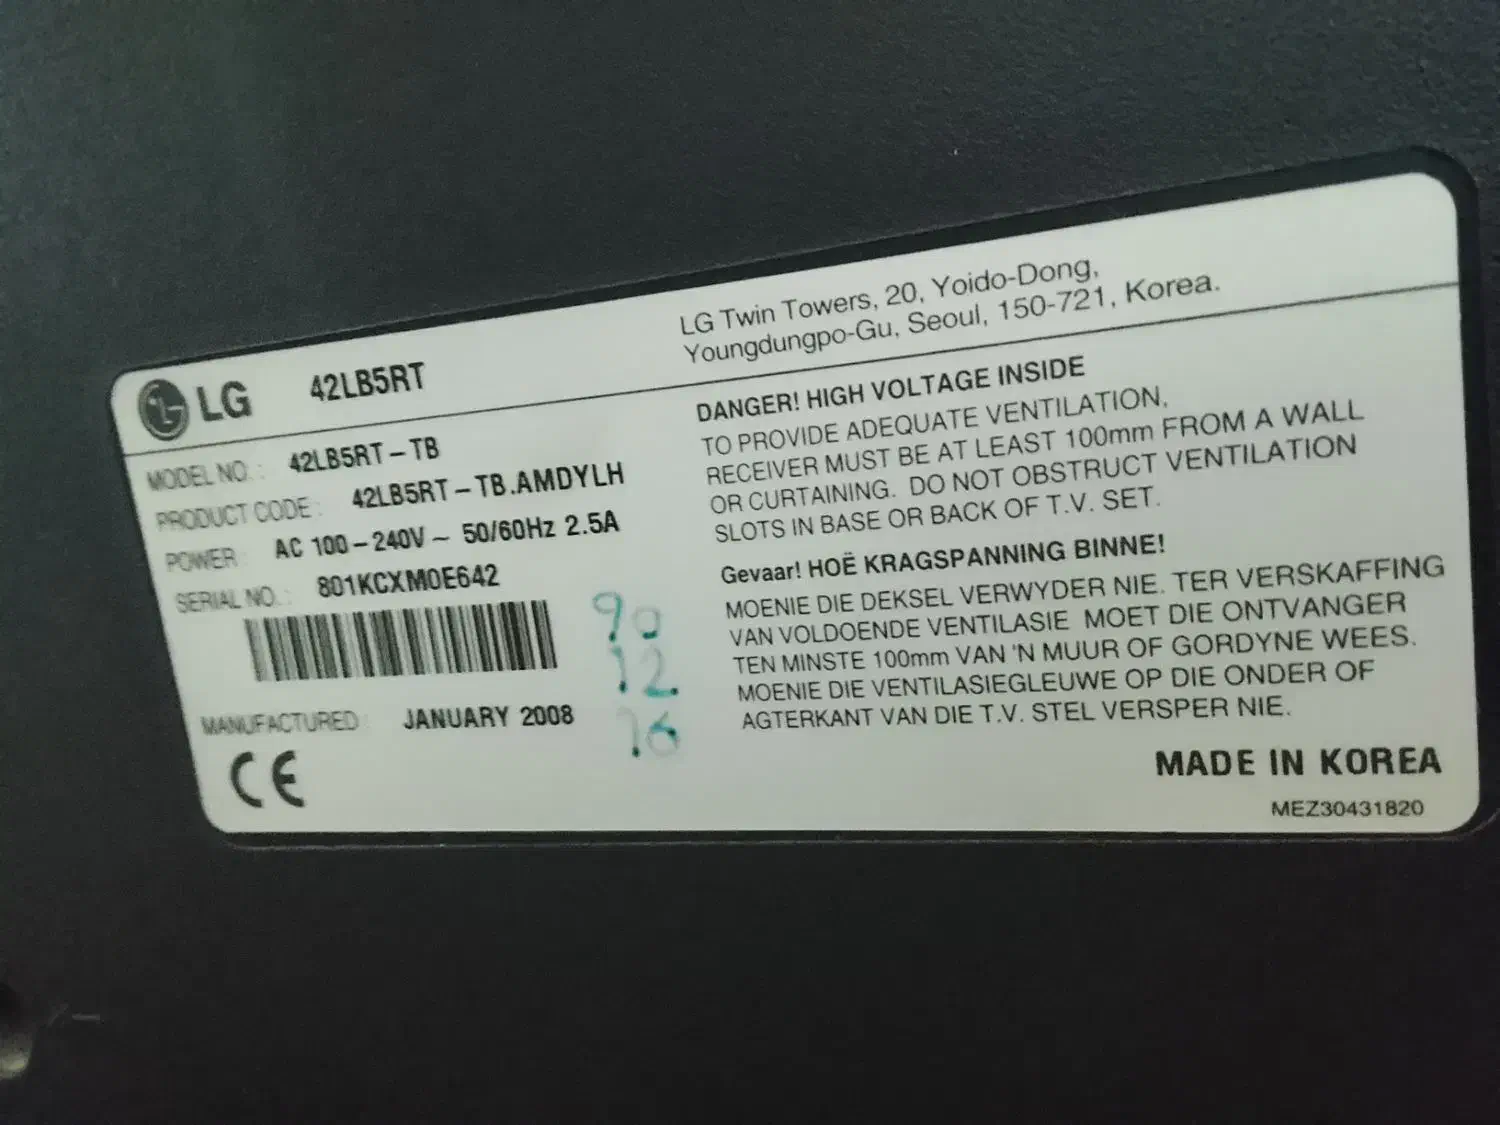 LG 42LB5RT
LG Twin Towers, 20, Yoido-Dong,
Youngdungpo-Gu, Seoul, 150-721, Korea.
MODEL NO. : 42LB5RT-TB
PRODUCT CODE : 42LB5RT-TB.AMDYLH
POWER : AC 100-240V ~ 50/60Hz 2.5A
SERIAL NO. : 801KCXM0E642
MANUFACTURED : JANUARY 2008
90
12
16
CE
DANGER! HIGH VOLTAGE INSIDE
TO PROVIDE ADEQUATE VENTILATION,
RECEIVER MUST BE AT LEAST 100mm FROM A WALL
OR CURTAINING. DO NOT OBSTRUCT VENTILATION
SLOTS IN BASE OR BACK OF T.V. SET.
Gevaar! HOË KRAGSPANNING BINNE!
MOENIE DIE DEKSEL VERWYDER NIE. TER VERSKAFFING
VAN VOLDOENDE VENTILASIE MOET DIE ONTVANGER
TEN MINSTE 100mm VAN 'N MUUR OF GORDYNE WEES.
MOENIE DIE VENTILASIEGLEUWE OP DIE ONDER OF
AGTERKANT VAN DIE T.V. STEL VERSPER NIE.
MADE IN KOREA
MEZ30431820